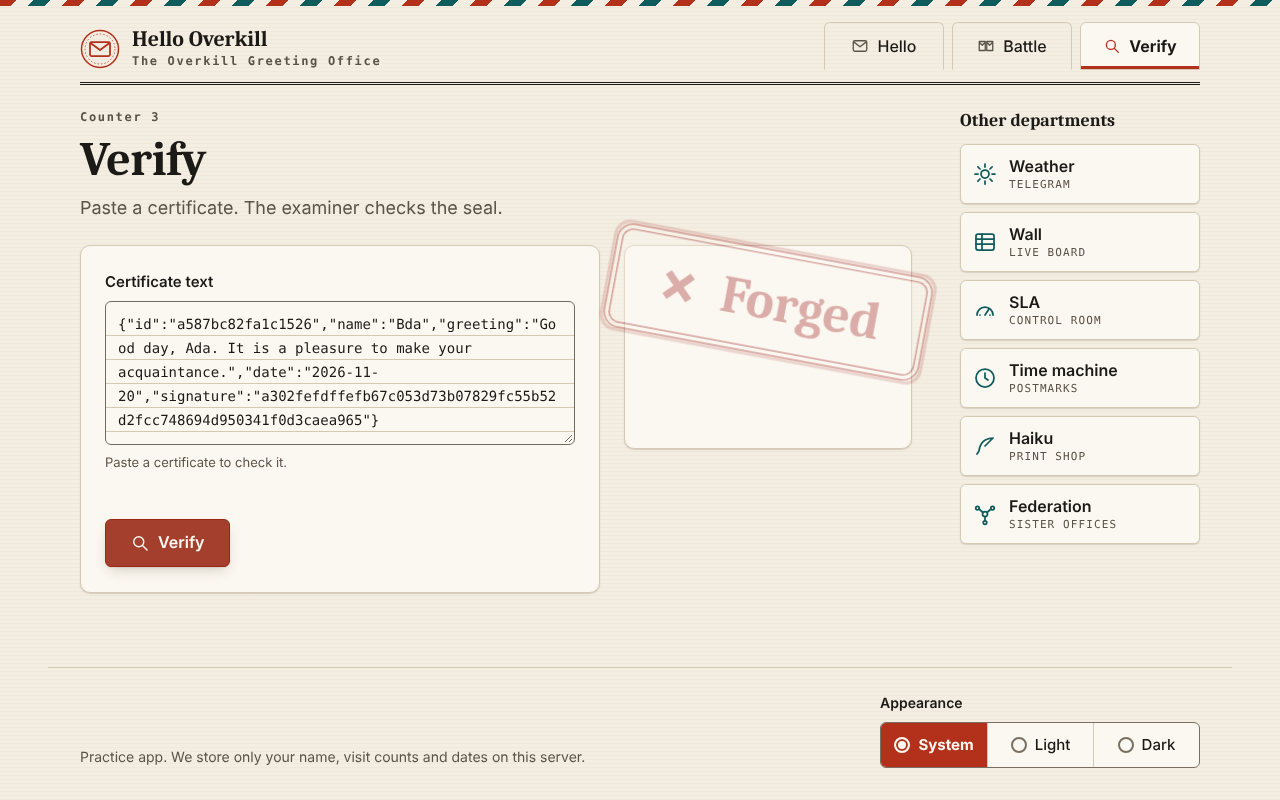 Hello Overkill
The Overkill Greeting Office
Hello
Battle
Verify
Counter 3
Verify
Paste a certificate. The examiner checks the seal.
Certificate text
{"id":"a587bc82fa1c1526","name":"Bda","greeting":"Go
od day, Ada. It is a pleasure to make your
acquaintance.","date":"2026-11-
20","signature":"a302fefdffefb67c053d73b07829fc55b52
d2fcc748694d950341f0d3caea965"}
Paste a certificate to check it.
Verify
Forged
Other departments
Weather
TELEGRAM
Wall
LIVE BOARD
SLA
CONTROL ROOM
Time machine
POSTMARKS
Haiku
PRINT SHOP
Federation
SISTER OFFICES
Practice app. We store only your name, visit counts and dates on this server.
Appearance
System
Light
Dark